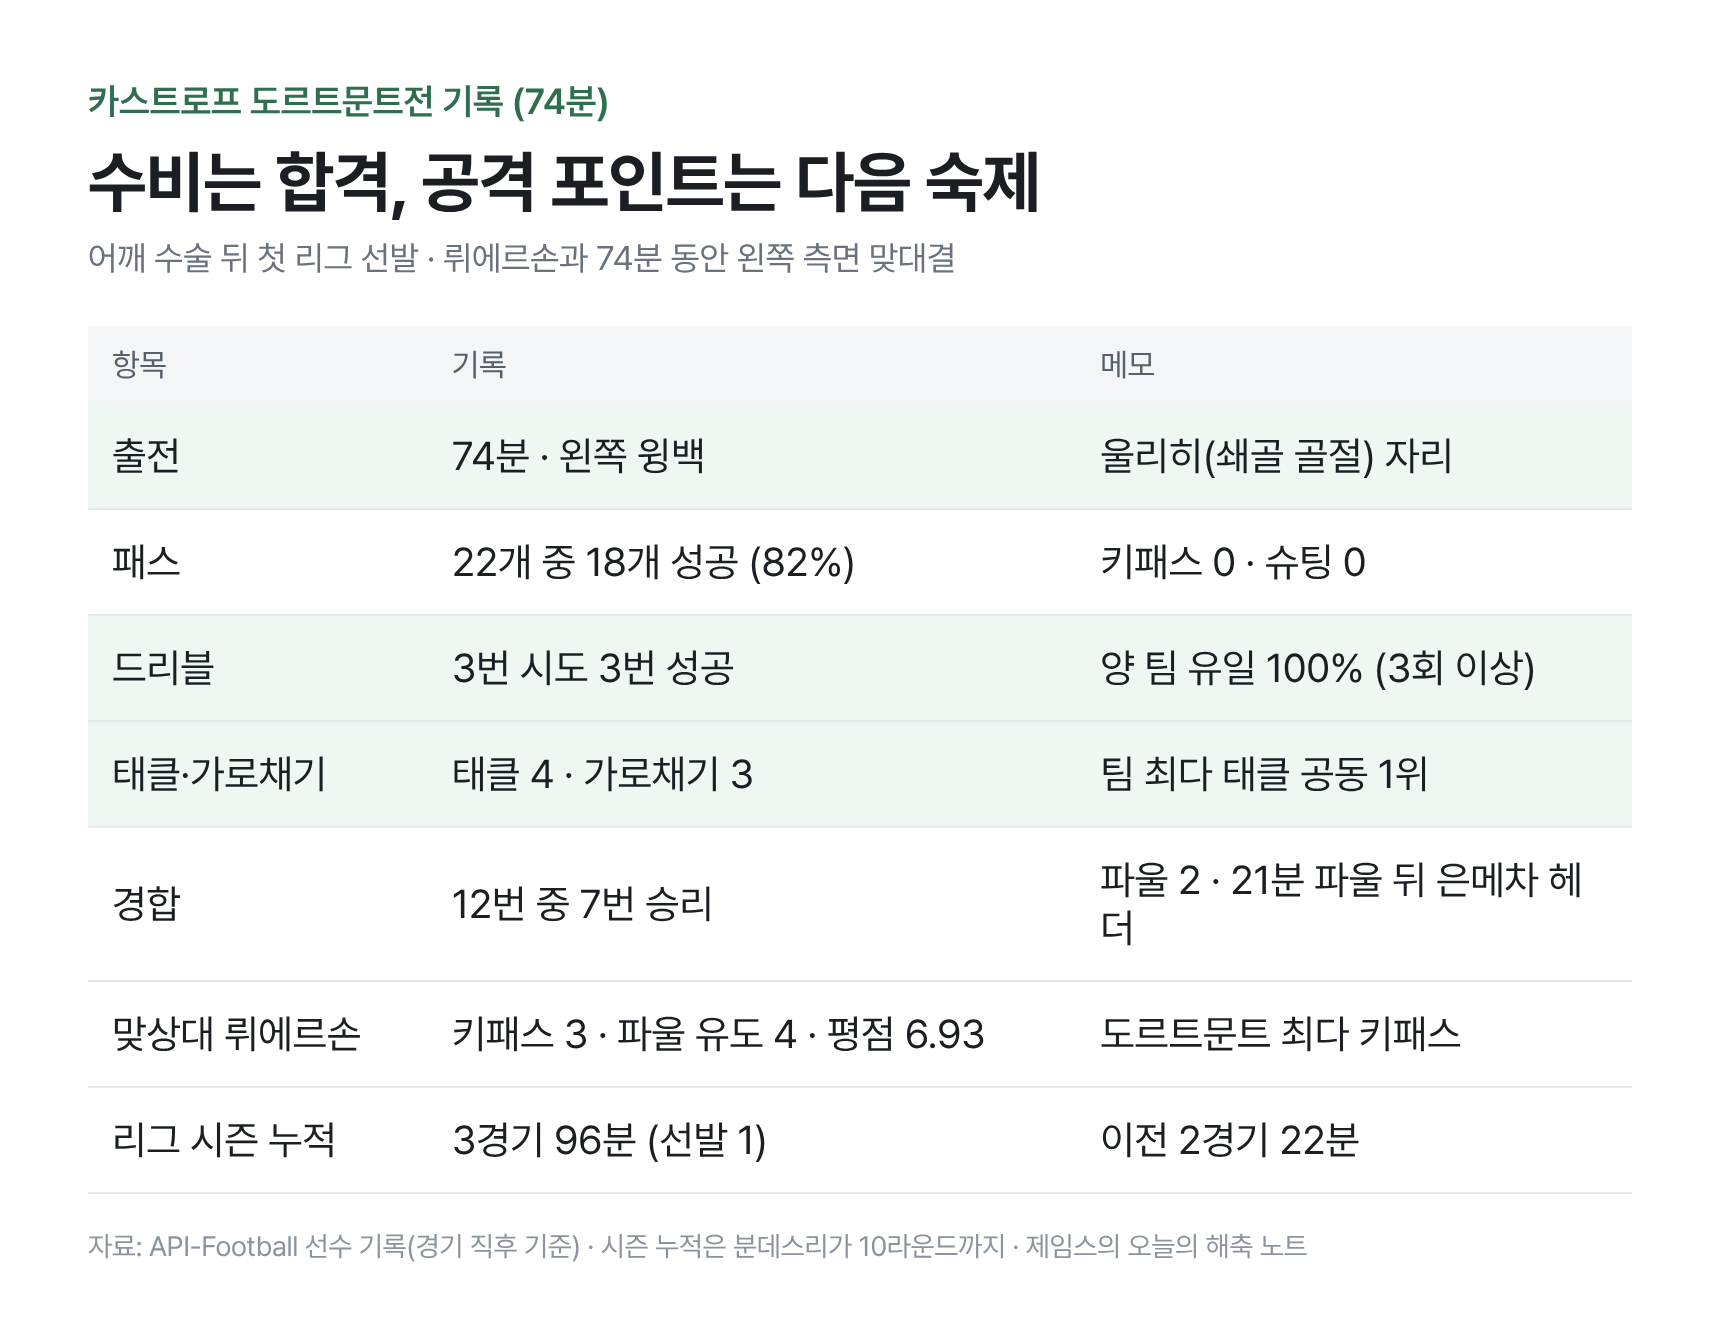 카스트로프 도르트문트전 기록 (74분)
수비는 합격, 공격 포인트는 다음 숙제
어깨 수술 뒤 첫 리그 선발 · 뤼에르손과 74분 동안 왼쪽 측면 맞대결
항목 기록 메모
출전 74분 · 왼쪽 윙백 울리히(쇄골 골절) 자리
패스 22개 중 18개 성공 (82%) 키패스 0 · 슈팅 0
드리블 3번 시도 3번 성공 양 팀 유일 100% (3회 이상)
태클·가로채기 태클 4 · 가로채기 3 팀 최다 태클 공동 1위
경합 12번 중 7번 승리 파울 2 · 21분 파울 뒤 은메차 헤
더
맞상대 뤼에르손 키패스 3 · 파울 유도 4 · 평점 6.93 도르트문트 최다 키패스
리그 시즌 누적 3경기 96분 (선발 1) 이전 2경기 22분
자료: API-Football 선수 기록(경기 직후 기준) · 시즌 누적은 분데스리가 10라운드까지 · 제임스의 오늘의 해축 노트